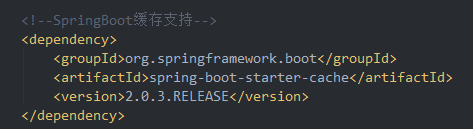 <!--SpringBoot缓存支持-->
<dependency>
    <groupId>org.springframework.boot</groupId>
    <artifactId>spring-boot-starter-cache</artifactId>
    <version>2.0.3.RELEASE</version>
</dependency>